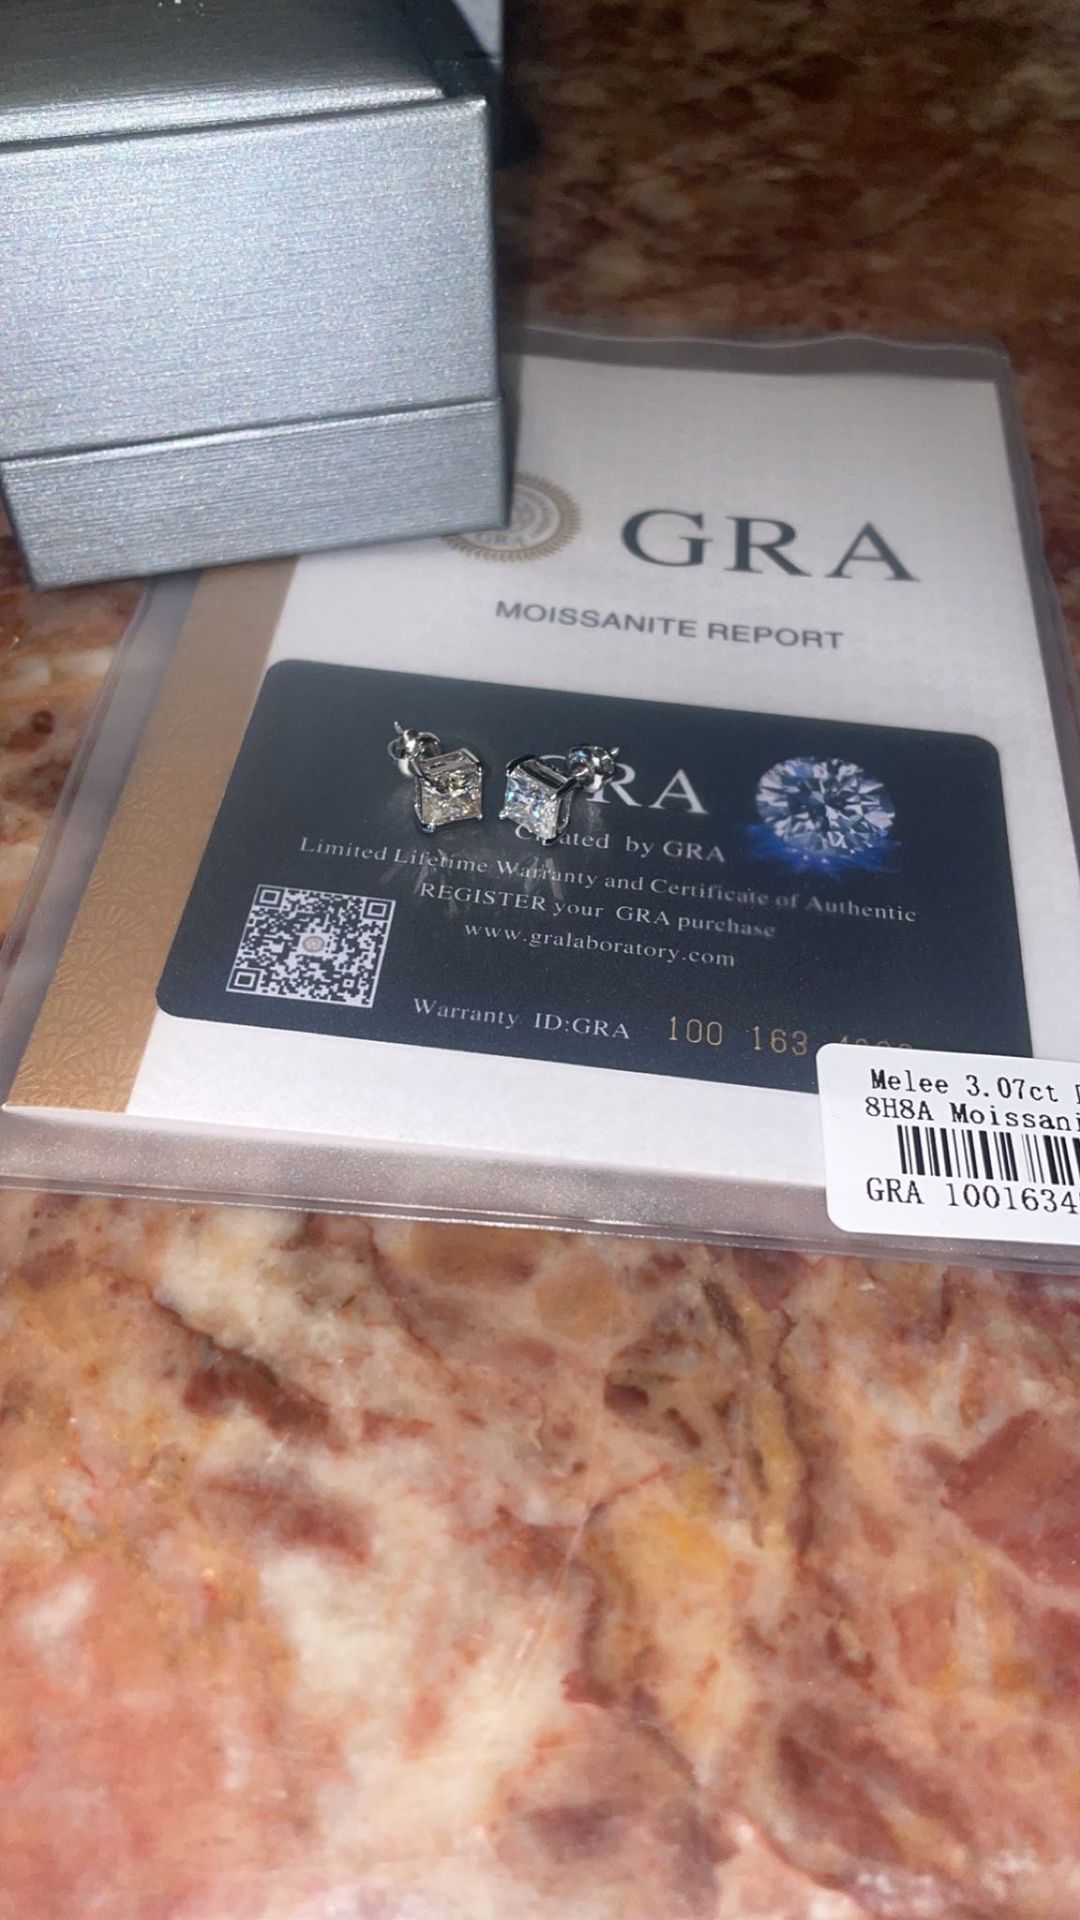 GRA
GRA
MOISSANITE REPORT
RA
by GRA
Limited Lifetime Warranty and Certificate of Authentic
REGISTER your GRA purchase
www.gralaboratory.com
Warranty ID:GRA 100 163
Melee 3.07ct
8H8A Moissani
GRA 1001634